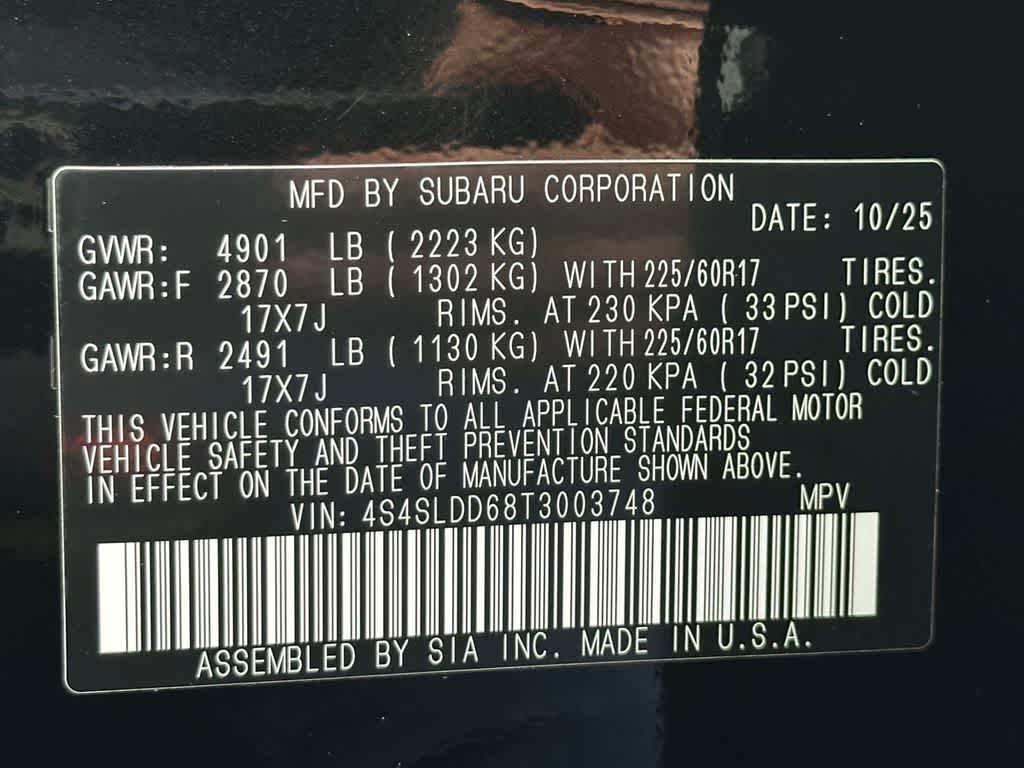 MFD BY SUBARU CORPORATION
DATE: 10/25
GVWR: 4901 LB ( 2223 KG)
GAWR:F 2870 LB ( 1302 KG) WITH 225/60R17 TIRES.
17X7J RIMS. AT 230 KPA ( 33 PSI) COLD
GAWR:R 2491 LB ( 1130 KG) WITH 225/60R17 TIRES.
17X7J RIMS. AT 220 KPA ( 32 PSI) COLD
THIS VEHICLE CONFORMS TO ALL APPLICABLE FEDERAL MOTOR
VEHICLE SAFETY AND THEFT PREVENTION STANDARDS
IN EFFECT ON THE DATE OF MANUFACTURE SHOWN ABOVE.
VIN: 4S4SLDD68T3003748 MPV
ASSEMBLED BY SIA INC. MADE IN U.S.A.